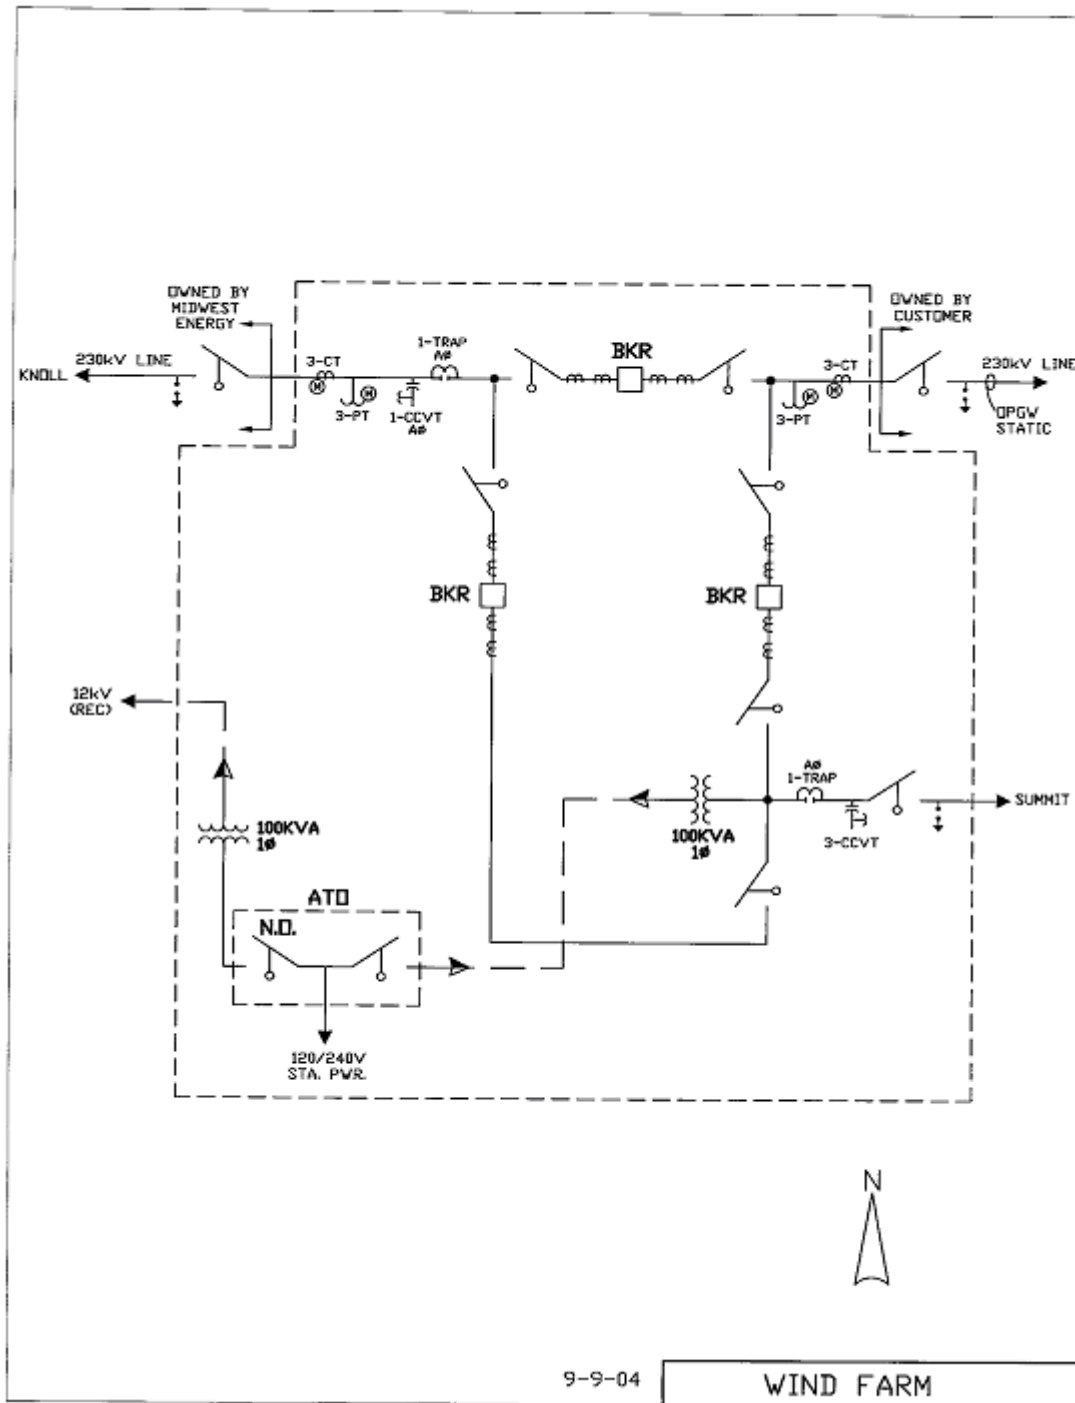 OWNED BY
MIDWEST
ENERGY
OWNED BY
CUSTOMER
KNOLL
230kV LINE
3-CT
M
3-PT
1-TRAP
AØ
1-CCVT
AØ
BKR
3-CT
M
3-PT
230kV LINE
OPGW
STATIC
BKR
BKR
12kV
(REC)
100KVA
1Ø
100KVA
1Ø
AØ
1-TRAP
3-CCVT
SUMMIT
ATO
N.O.
120/240V
STA. PWR.
N
9-9-04
WIND FARM